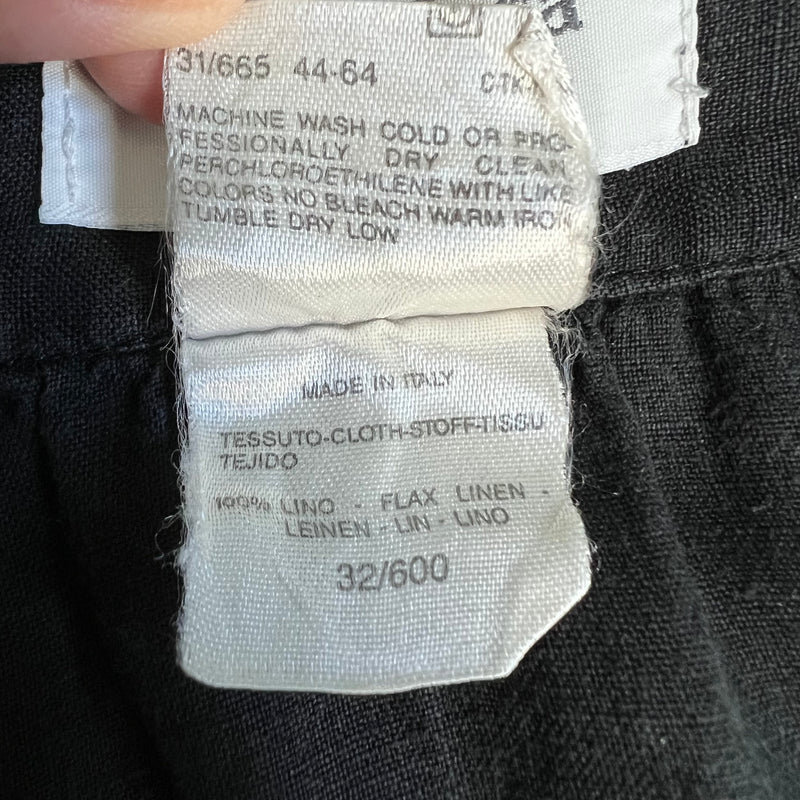 31/665 44-64
MACHINE WASH COLD OR PRO-
FESSIONALLY DRY CLEAN
PERCHLOROETHILENE WITH LIKE
COLORS NO BLEACH WARM IRON
TUMBLE DRY LOW
MADE IN ITALY
TESSUTO-CLOTH-STOFF-TISSU
TEJIDO
100% LINO - FLAX LINEN -
LEINEN - LIN - LINO
32/600